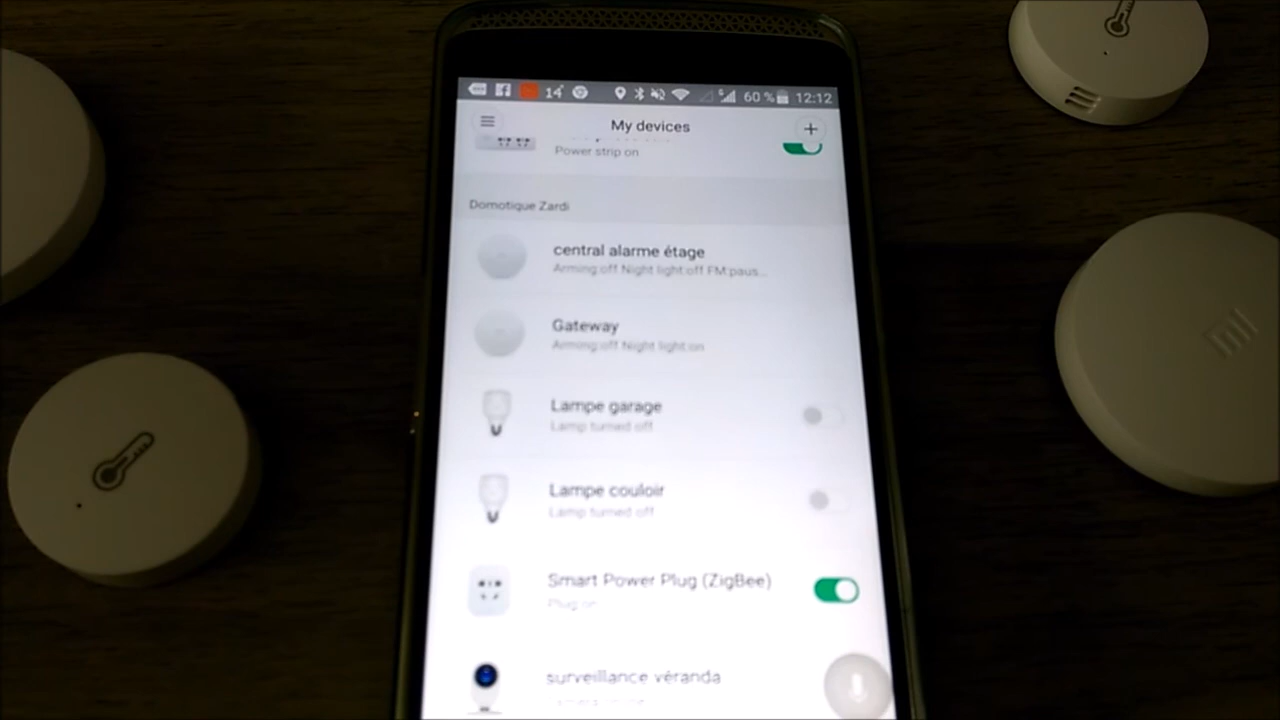 14° 60 % 12:12
My devices
Power strip on
Domotique Zardi
central alarme étage
Arming:off Night light:off FM:paus...
Gateway
Arming:off Night light:on
Lampe garage
Lamp turned off
Lampe couloir
Lamp turned off
Smart Power Plug (ZigBee)
Plug on
surveillance véranda